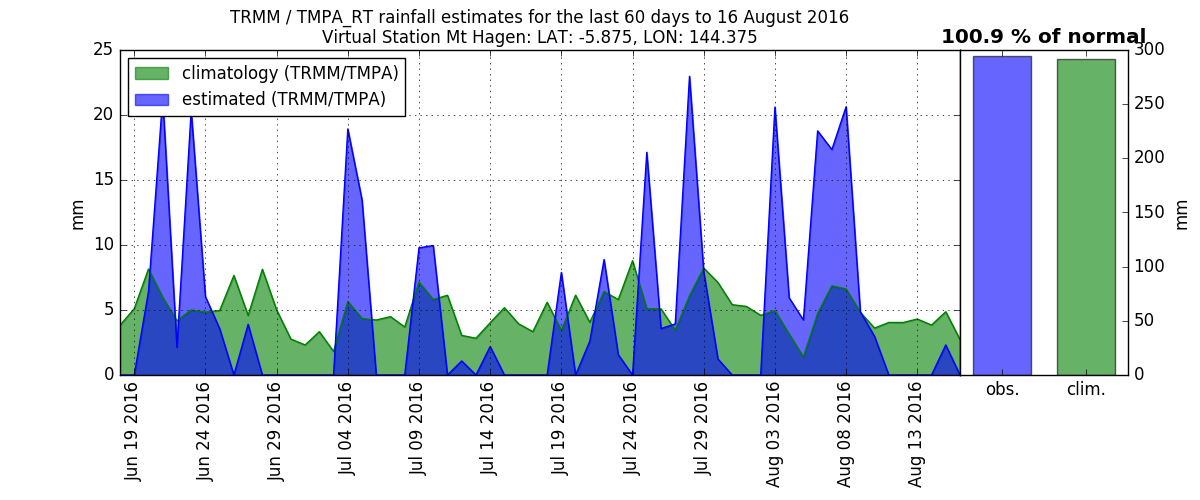 TRMM / TMPA_RT rainfall estimates for the last 60 days to 16 August 2016
Virtual Station Mt Hagen: LAT: -5.875, LON: 144.375
100.9 % of normal
climatology (TRMM/TMPA)
estimated (TRMM/TMPA)
25
20
15
10
5
0
mm
Jun 19 2016
Jun 24 2016
Jun 29 2016
Jul 04 2016
Jul 09 2016
Jul 14 2016
Jul 19 2016
Jul 24 2016
Jul 29 2016
Aug 03 2016
Aug 08 2016
Aug 13 2016
300
250
200
150
100
50
0
mm
obs.
clim.